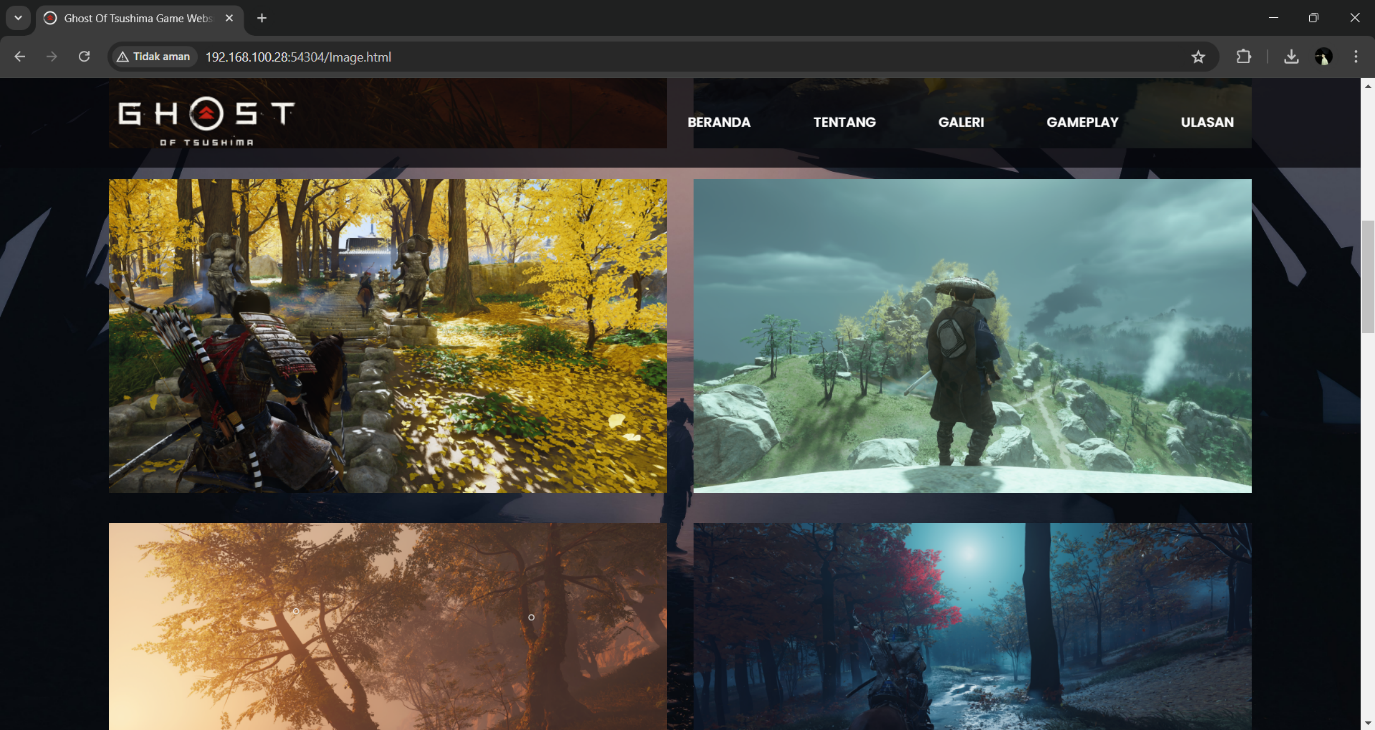 Ghost Of Tsushima Game Webs
Tidak aman
192.168.100.28:54304/Image.html
GHOST
OF TSUSHIMA
BERANDA
TENTANG
GALERI
GAMEPLAY
ULASAN